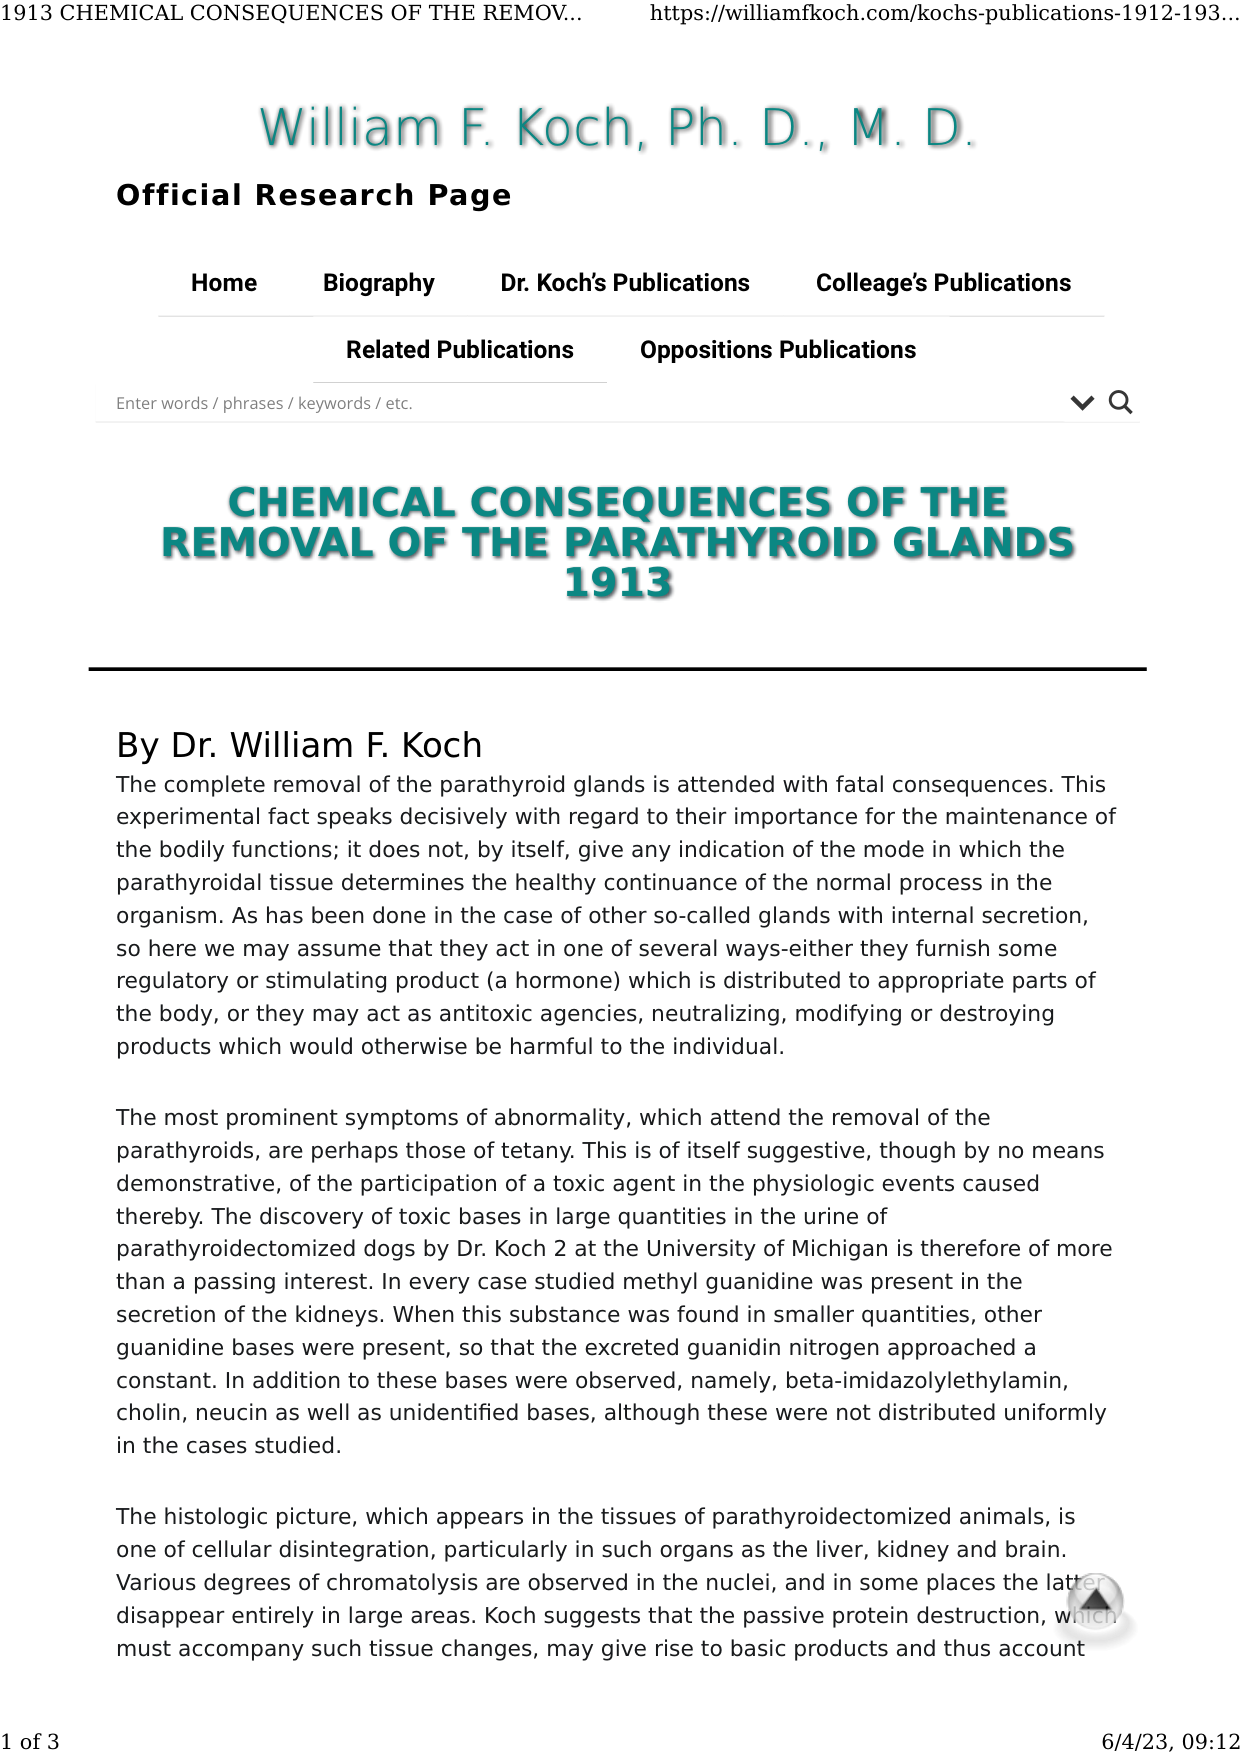 1913 CHEMICAL CONSEQUENCES OF THE REMOV... https://williamfkoch.com/kochs-publications-1912-193...
William F. Koch, Ph. D., M. D.
Official Research Page
Home Biography Dr. Koch’s Publications Colleage’s Publications
Related Publications Oppositions Publications
Enter words / phrases / keywords / etc.
CHEMICAL CONSEQUENCES OF THE
REMOVAL OF THE PARATHYROID GLANDS
1913
By Dr. William F. Koch
The complete removal of the parathyroid glands is attended with fatal consequences. This
experimental fact speaks decisively with regard to their importance for the maintenance of
the bodily functions; it does not, by itself, give any indication of the mode in which the
parathyroidal tissue determines the healthy continuance of the normal process in the
organism. As has been done in the case of other so-called glands with internal secretion,
so here we may assume that they act in one of several ways-either they furnish some
regulatory or stimulating product (a hormone) which is distributed to appropriate parts of
the body, or they may act as antitoxic agencies, neutralizing, modifying or destroying
products which would otherwise be harmful to the individual.
The most prominent symptoms of abnormality, which attend the removal of the
parathyroids, are perhaps those of tetany. This is of itself suggestive, though by no means
demonstrative, of the participation of a toxic agent in the physiologic events caused
thereby. The discovery of toxic bases in large quantities in the urine of
parathyroidectomized dogs by Dr. Koch 2 at the University of Michigan is therefore of more
than a passing interest. In every case studied methyl guanidine was present in the
secretion of the kidneys. When this substance was found in smaller quantities, other
guanidine bases were present, so that the excreted guanidin nitrogen approached a
constant. In addition to these bases were observed, namely, beta-imidazolylethylamin,
cholin, neucin as well as unidentified bases, although these were not distributed uniformly
in the cases studied.
The histologic picture, which appears in the tissues of parathyroidectomized animals, is
one of cellular disintegration, particularly in such organs as the liver, kidney and brain.
Various degrees of chromatolysis are observed in the nuclei, and in some places the latter
disappear entirely in large areas. Koch suggests that the passive protein destruction, which
must accompany such tissue changes, may give rise to basic products and thus account
1 of 3 6/4/23, 09:12